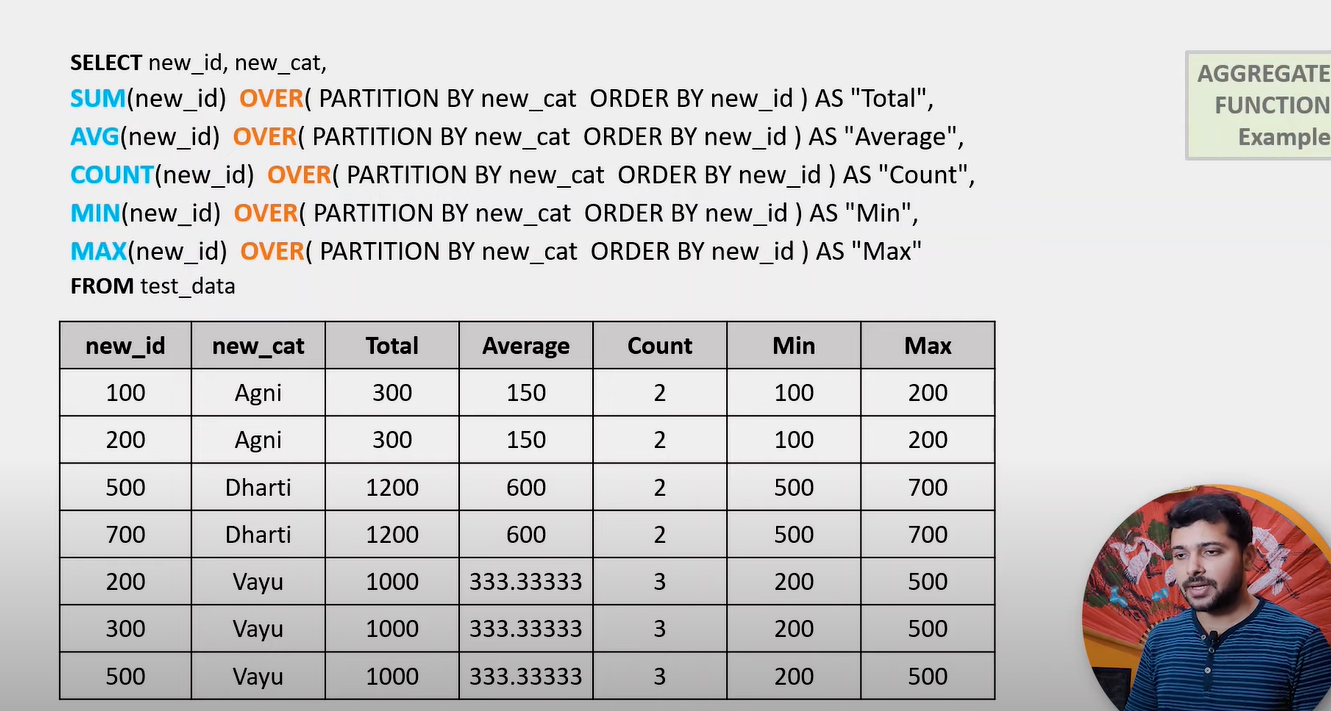 SELECT new_id, new_cat,
SUM(new_id) OVER( PARTITION BY new_cat ORDER BY new_id ) AS "Total",
AVG(new_id) OVER( PARTITION BY new_cat ORDER BY new_id ) AS "Average",
COUNT(new_id) OVER( PARTITION BY new_cat ORDER BY new_id ) AS "Count",
MIN(new_id) OVER( PARTITION BY new_cat ORDER BY new_id ) AS "Min",
MAX(new_id) OVER( PARTITION BY new_cat ORDER BY new_id ) AS "Max"
FROM test_data
AGGREGATE
FUNCTION
Example
new_id new_cat Total Average Count Min Max
100 Agni 300 150 2 100 200
200 Agni 300 150 2 100 200
500 Dharti 1200 600 2 500 700
700 Dharti 1200 600 2 500 700
200 Vayu 1000 333.33333 3 200 500
300 Vayu 1000 333.33333 3 200 500
500 Vayu 1000 333.33333 3 200 500